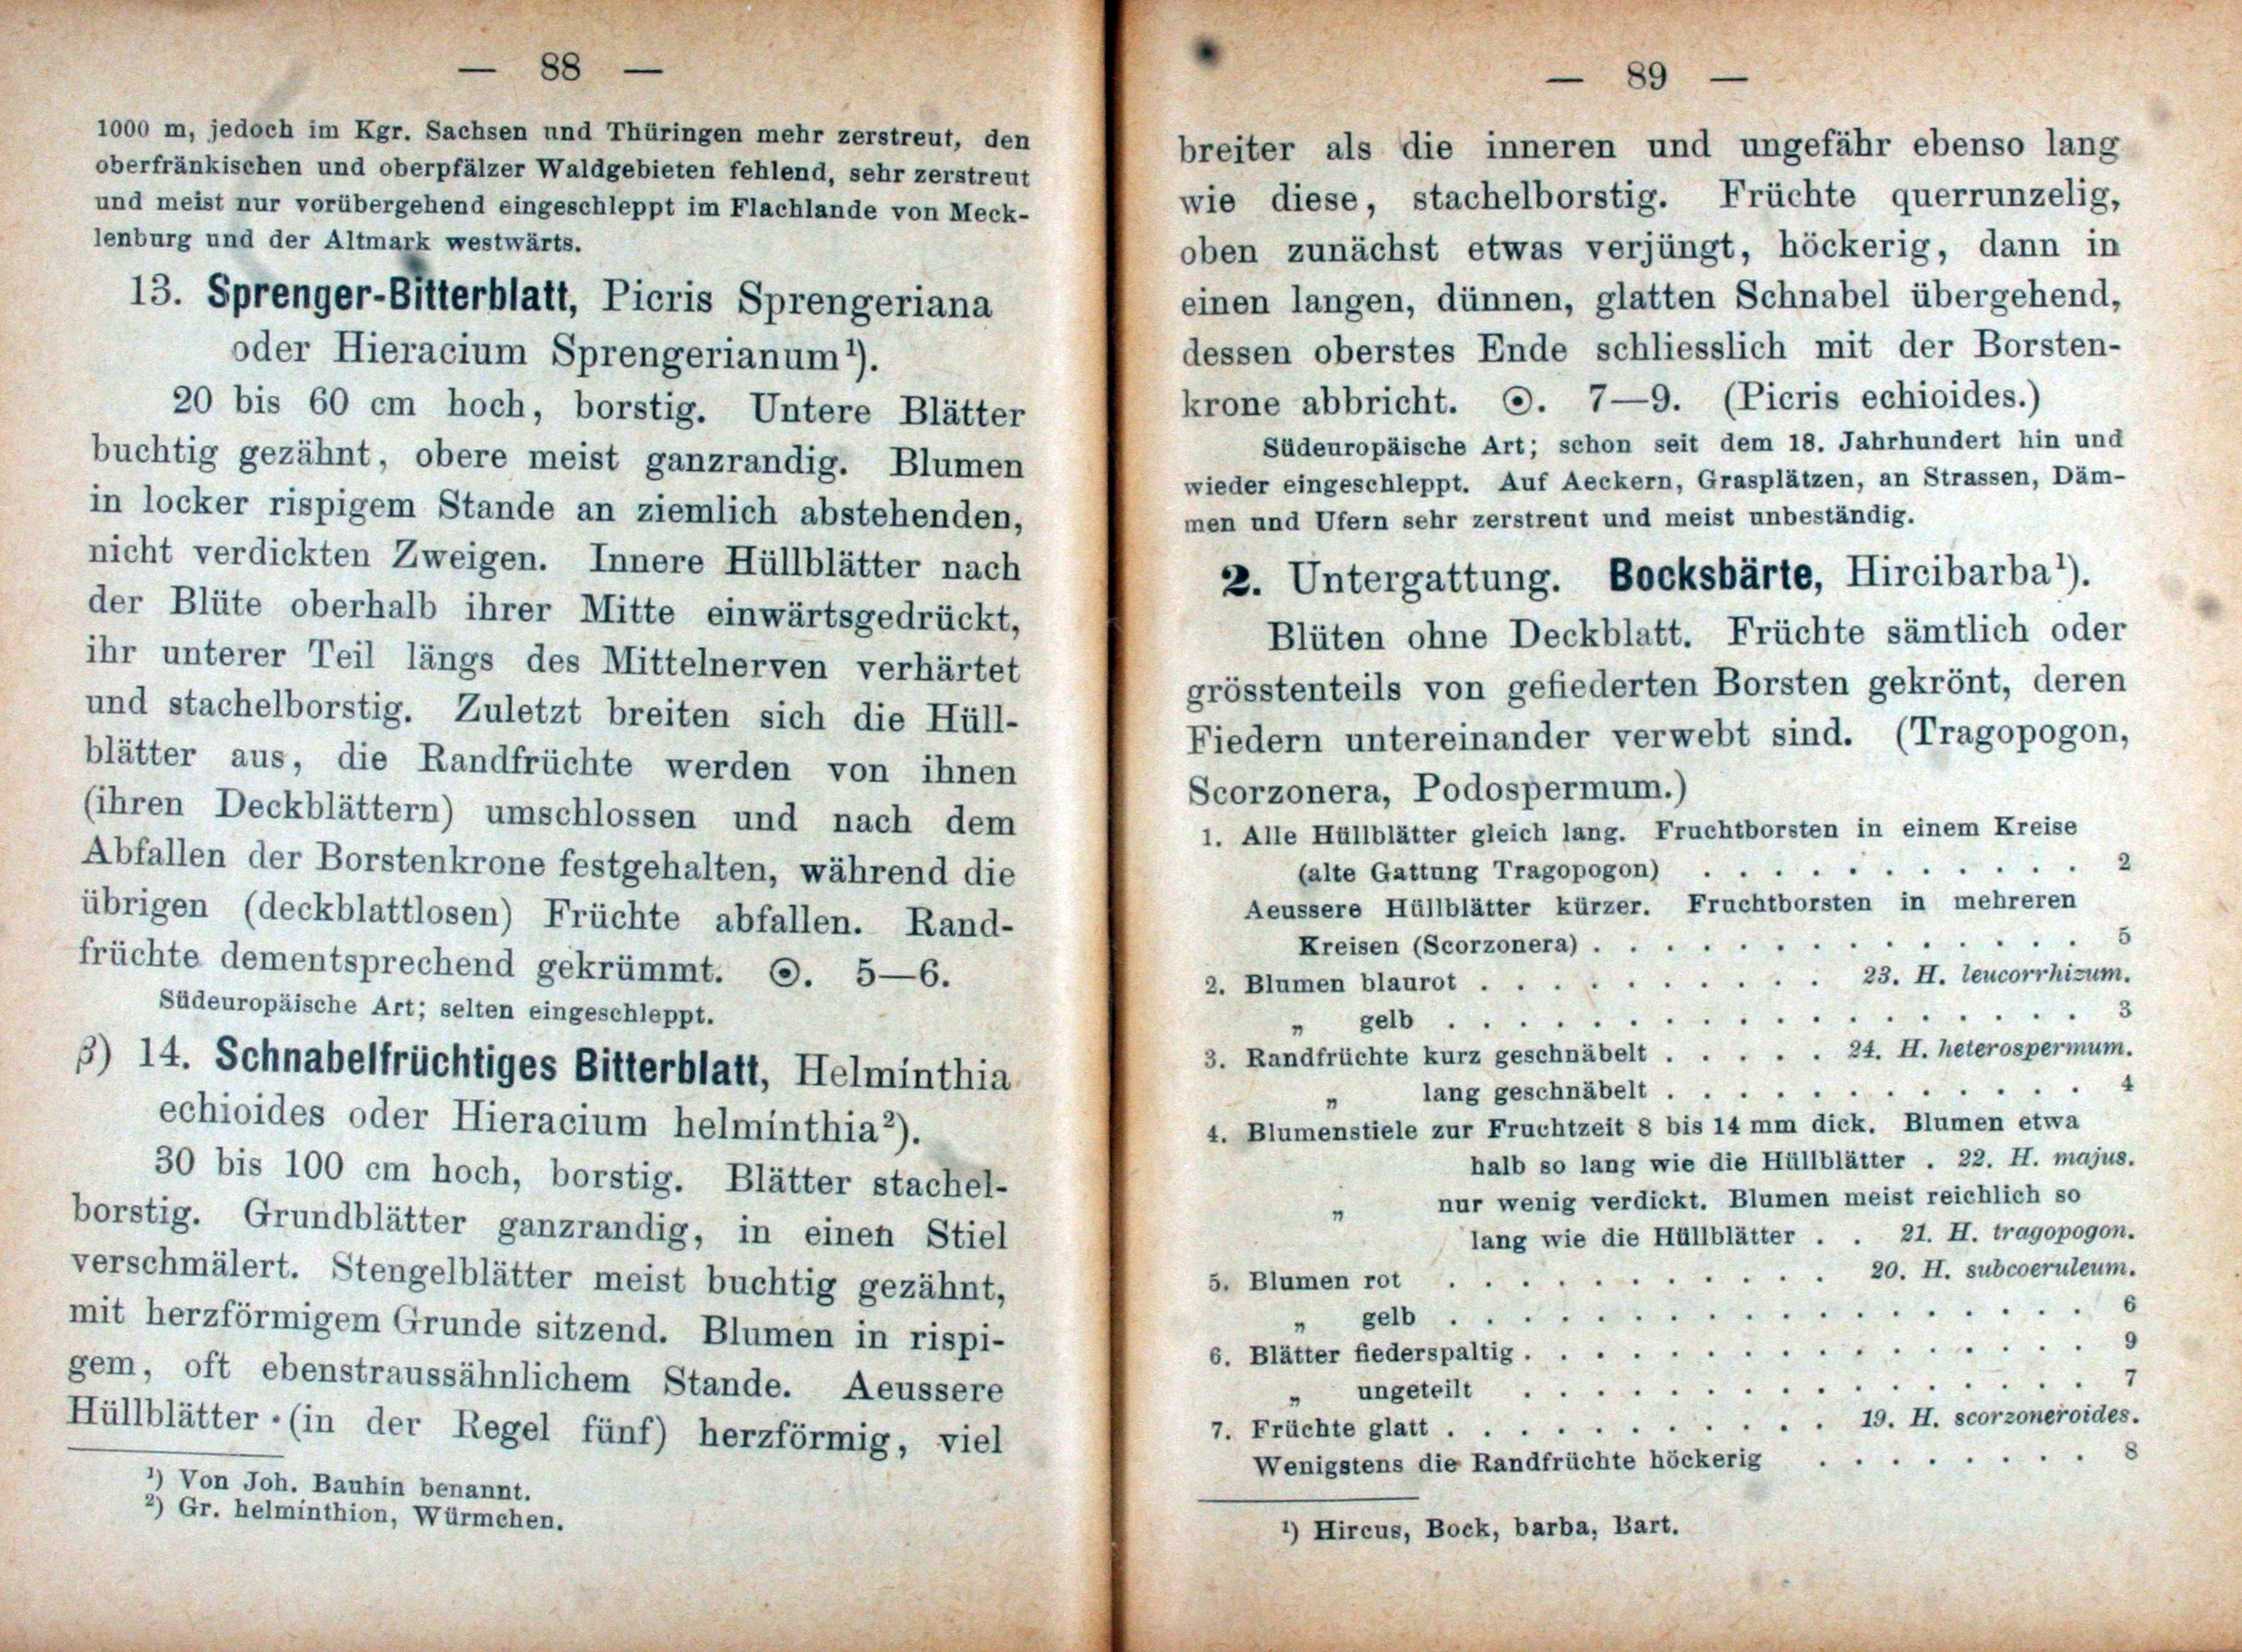 — 88 —
1000 m, jedoch im Kgr. Sachsen und Thüringen mehr zerstreut, den
oberfränkischen und oberpfälzer Waldgebieten fehlend, sehr zerstreut
und meist nur vorübergehend eingeschleppt im Flachlande von Meck-
lenburg und der Altmark westwärts.
13. Sprenger-Bitterblatt, Picris Sprengeriana
oder Hieracium Sprengerianum¹).
20 bis 60 cm hoch, borstig. Untere Blätter
buchtig gezähnt, obere meist ganzrandig. Blumen
in locker rispigem Stande an ziemlich abstehenden,
nicht verdickten Zweigen. Innere Hüllblätter nach
der Blüte oberhalb ihrer Mitte einwärtsgedrückt,
ihr unterer Teil längs des Mittelnerven verhärtet
und stachelborstig. Zuletzt breiten sich die Hüll-
blätter aus, die Randfrüchte werden von ihnen
(ihren Deckblättern) umschlossen und nach dem
Abfallen der Borstenkrone festgehalten, während die
übrigen (deckblattlosen) Früchte abfallen. Rand-
früchte dementsprechend gekrümmt. ⊙. 5—6.
Südeuropäische Art; selten eingeschleppt.
β) 14. Schnabelfrüchtiges Bitterblatt, Helminthia
echioides oder Hieracium helminthia²).
30 bis 100 cm hoch, borstig. Blätter stachel-
borstig. Grundblätter ganzrandig, in einen Stiel
verschmälert. Stengelblätter meist buchtig gezähnt,
mit herzförmigem Grunde sitzend. Blumen in rispi-
gem, oft ebenstraussähnlichem Stande. Aeussere
Hüllblätter (in der Regel fünf) herzförmig, viel
¹) Von Joh. Bauhin benannt.
²) Gr. helminthion, Würmchen.
— 89 —
breiter als die inneren und ungefähr ebenso lang
wie diese, stachelborstig. Früchte querrunzelig,
oben zunächst etwas verjüngt, höckerig, dann in
einen langen, dünnen, glatten Schnabel übergehend,
dessen oberstes Ende schliesslich mit der Borsten-
krone abbricht. ⊙. 7—9. (Picris echioides.)
Südeuropäische Art; schon seit dem 18. Jahrhundert hin und
wieder eingeschleppt. Auf Aeckern, Grasplätzen, an Strassen, Däm-
men und Ufern sehr zerstreut und meist unbeständig.
2. Untergattung. Bocksbärte, Hircibarba¹).
Blüten ohne Deckblatt. Früchte sämtlich oder
grösstenteils von gefiederten Borsten gekrönt, deren
Fiedern untereinander verwebt sind. (Tragopogon,
Scorzonera, Podospermum.)
1. Alle Hüllblätter gleich lang. Fruchtborsten in einem Kreise
(alte Gattung Tragopogon) . . . . . . . . . . . 2
Aeussere Hüllblätter kürzer. Fruchtborsten in mehreren
Kreisen (Scorzonera) . . . . . . . . . . . . . . 5
2. Blumen blaurot . . . . . . . . . . 23. H. leucorrhizum.
„ gelb . . . . . . . . . . . . . . . . . . 3
3. Randfrüchte kurz geschnäbelt . . . . . 24. H. heterospermum.
„ lang geschnäbelt . . . . . . . . . . . . 4
4. Blumenstiele zur Fruchtzeit 8 bis 14 mm dick. Blumen etwa
halb so lang wie die Hüllblätter . 22. H. majus.
„ nur wenig verdickt. Blumen meist reichlich so
lang wie die Hüllblätter . . 21. H. tragopogon.
5. Blumen rot . . . . . . . . . . . 20. H. subcoeruleum.
„ gelb . . . . . . . . . . . . . . . . . . 6
6. Blätter fiederspaltig . . . . . . . . . . . . . . . . 9
„ ungeteilt . . . . . . . . . . . . . . . . 7
7. Früchte glatt . . . . . . . . . . . 19. H. scorzoneroides.
Wenigstens die Randfrüchte höckerig . . . . . . . . 8
¹) Hircus, Bock, barba, Bart.